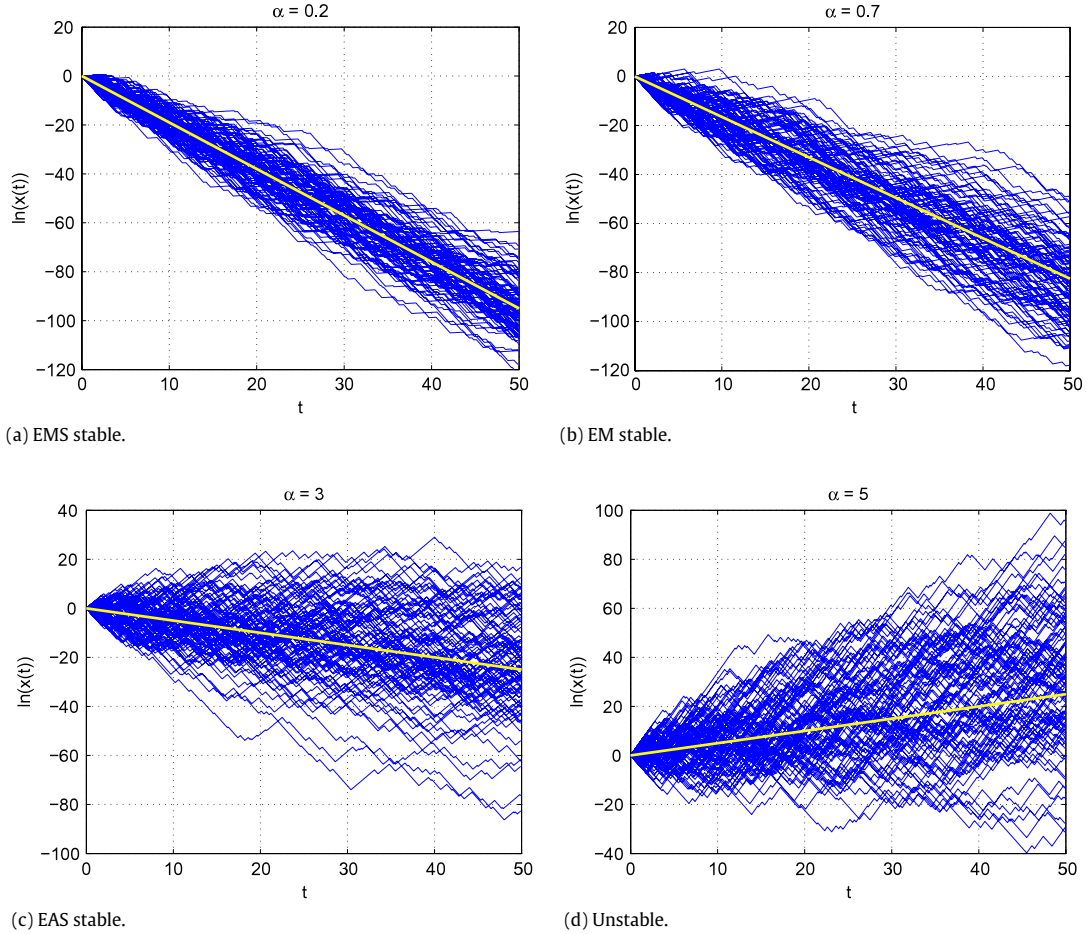 α = 0.2
20
0
−20
−40
−60
−80
−100
−120
ln(x(t))
0 10 20 30 40 50
t
(a) EMS stable.
α = 0.7
20
0
−20
−40
−60
−80
−100
−120
ln(x(t))
0 10 20 30 40 50
t
(b) EM stable.
α = 3
40
20
0
−20
−40
−60
−80
−100
ln(x(t))
0 10 20 30 40 50
t
(c) EAS stable.
α = 5
100
80
60
40
20
0
−20
−40
ln(x(t))
0 10 20 30 40 50
t
(d) Unstable.